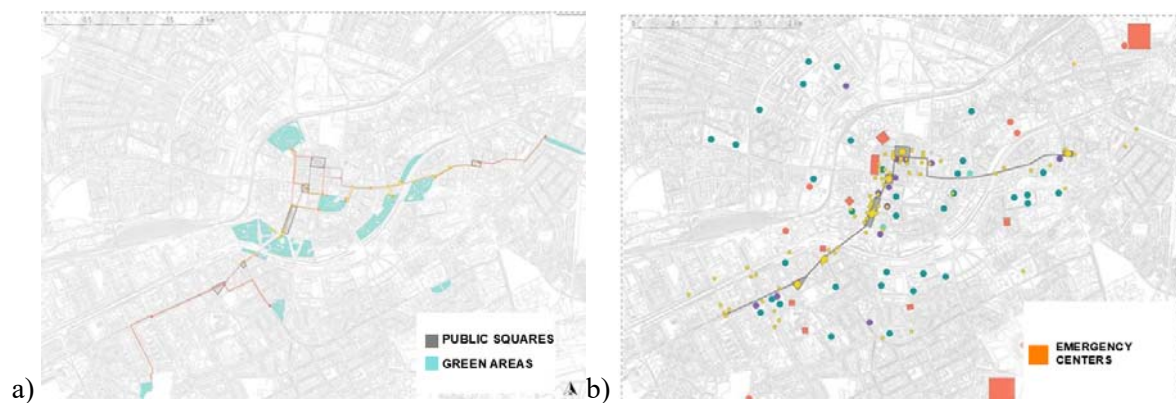 PUBLIC SQUARES
GREEN AREAS
a)
EMERGENCY
CENTERS
b)